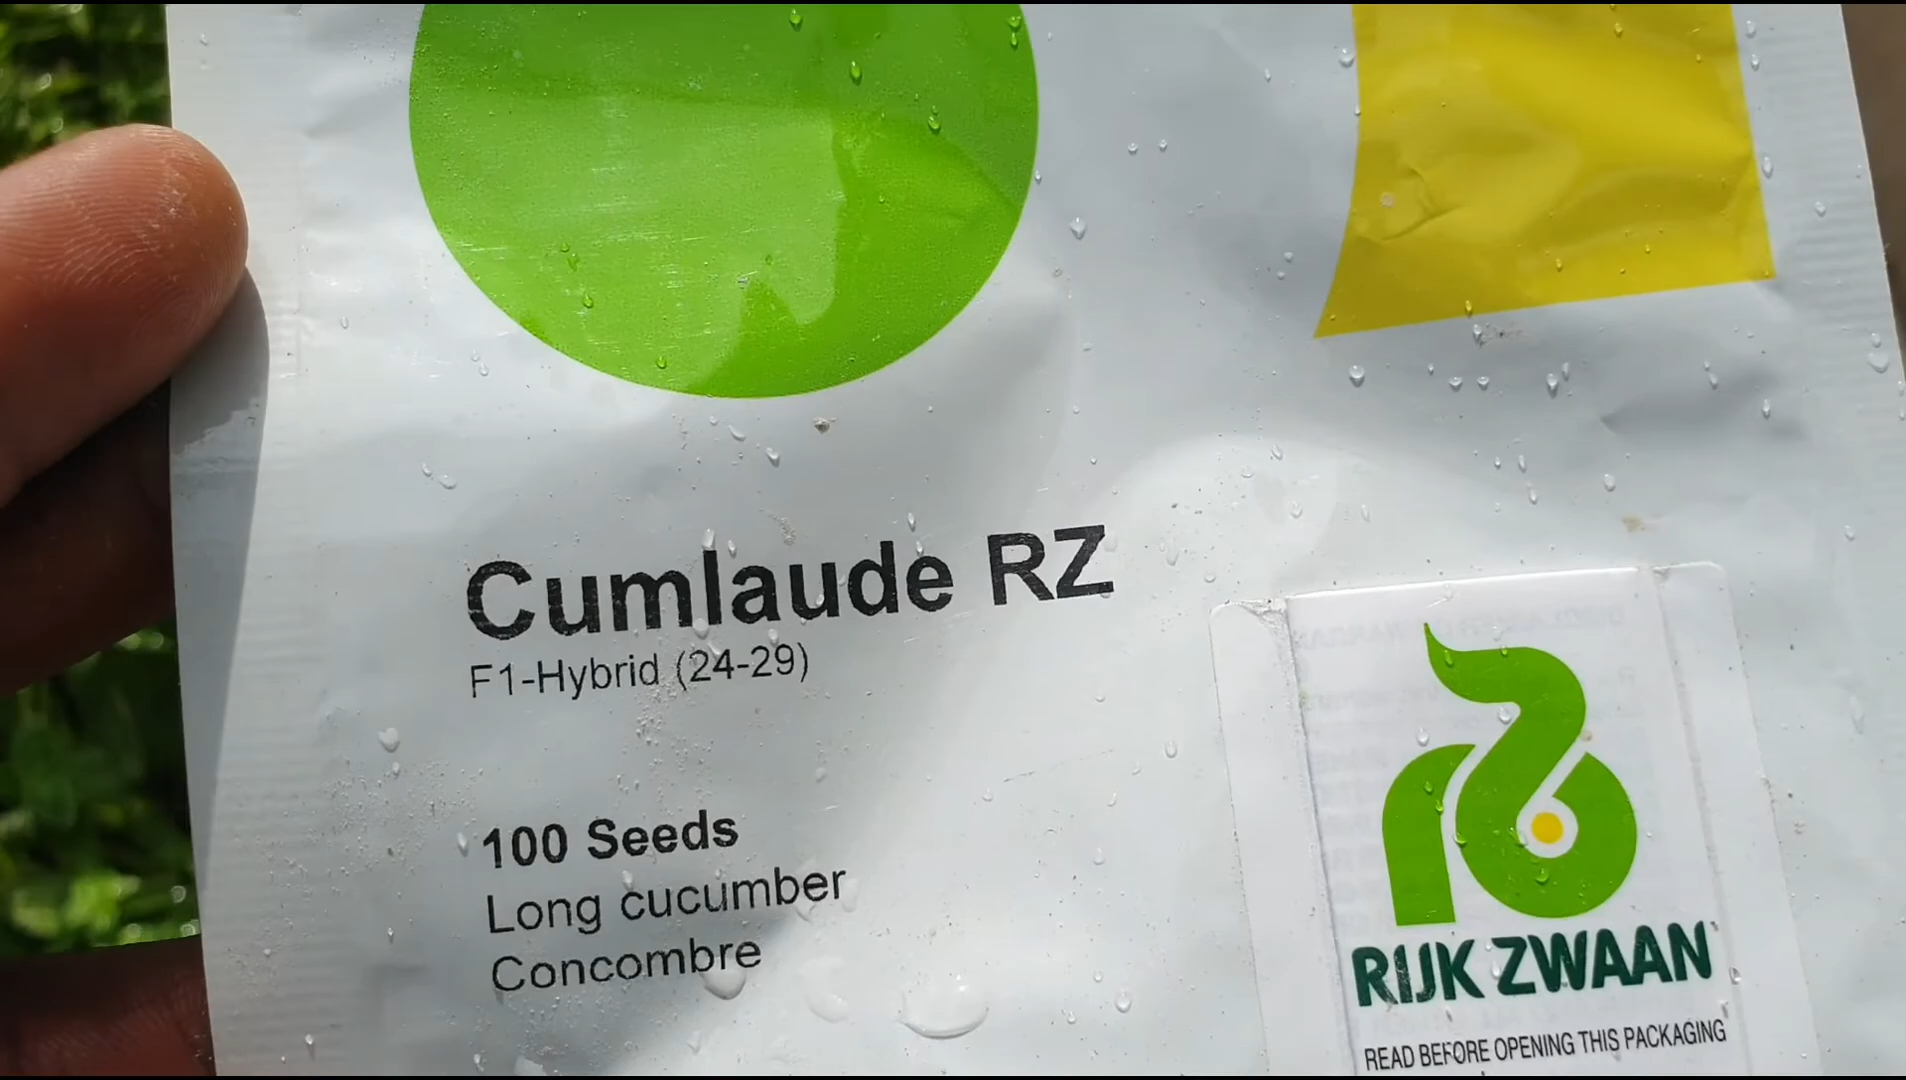 Cumlaude RZ
F1-Hybrid (24-29)
100 Seeds
Long cucumber
Concombre
RIJK ZWAAN
READ BEFORE OPENING THIS PACKAGING